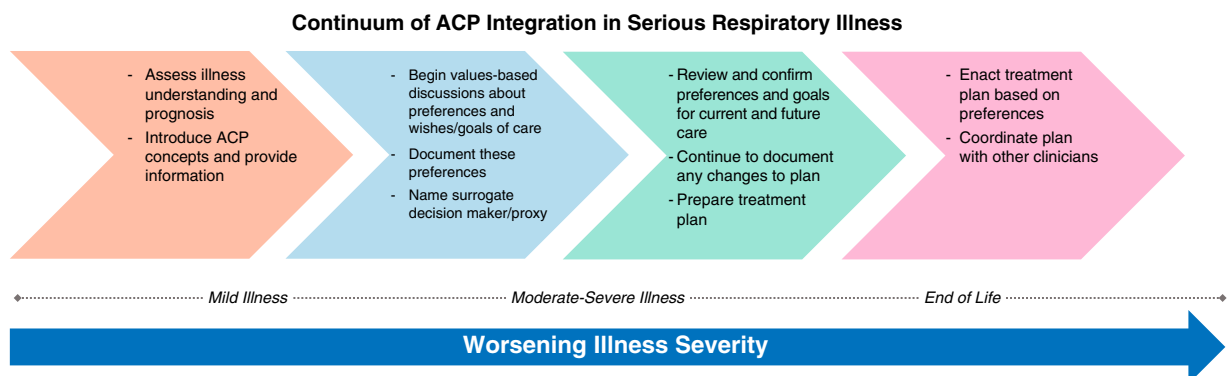 Continuum of ACP Integration in Serious Respiratory Illness
- Assess illness
understanding and
prognosis
- Introduce ACP
concepts and provide
information
- Begin values-based
discussions about
preferences and
wishes/goals of care
- Document these
preferences
- Name surrogate
decision maker/proxy
- Review and confirm
preferences and goals
for current and future
care
- Continue to document
any changes to plan
- Prepare treatment
plan
- Enact treatment
plan based on
preferences
- Coordinate plan
with other clinicians
Mild Illness
Moderate-Severe Illness
End of Life
Worsening Illness Severity